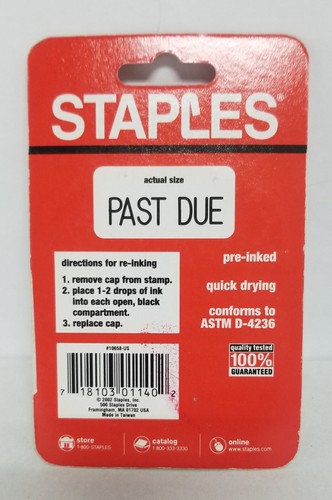 STAPLES®
actual size
PAST DUE
directions for re-inking
1. remove cap from stamp.
2. place 1-2 drops of ink
into each open, black
compartment.
3. replace cap.
pre-inked
quick drying
conforms to
ASTM D-4236
quality tested
100%
GUARANTEED
#10656-US
7 18103 01140 2
© 2002 Staples, Inc.
500 Staples Drive
Framingham, MA 01702 USA
Made in Taiwan
store
1-800-STAPLES
catalog
1-800-333-3330
online
www.staples.com